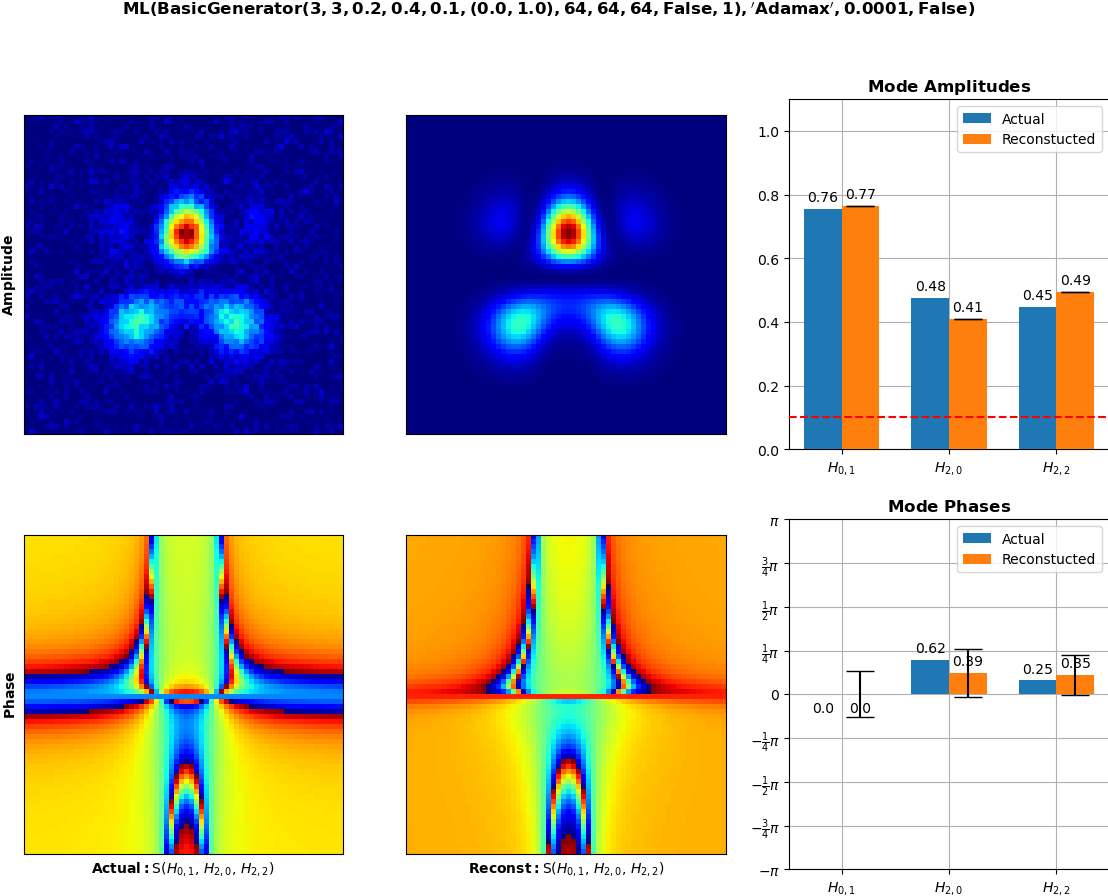 ML(BasicGenerator(3, 3, 0.2, 0.4, 0.1, (0.0, 1.0), 64, 64, 64, False, 1), ′Adamax′, 0.0001, False)
Mode Amplitudes
Actual
Reconstucted
1.0
0.8
0.6
0.4
0.2
0.0
0.76
0.77
0.48
0.41
0.45
0.49
H0,1
H2,0
H2,2
Amplitude
Mode Phases
Actual
Reconstucted
π
3/4π
1/2π
1/4π
0
−1/4π
−1/2π
−3/4π
−π
0.0
0.0
0.62
0.39
0.25
0.35
H0,1
H2,0
H2,2
Phase
Actual: S(H0,1, H2,0, H2,2)
Reconst: S(H0,1, H2,0, H2,2)